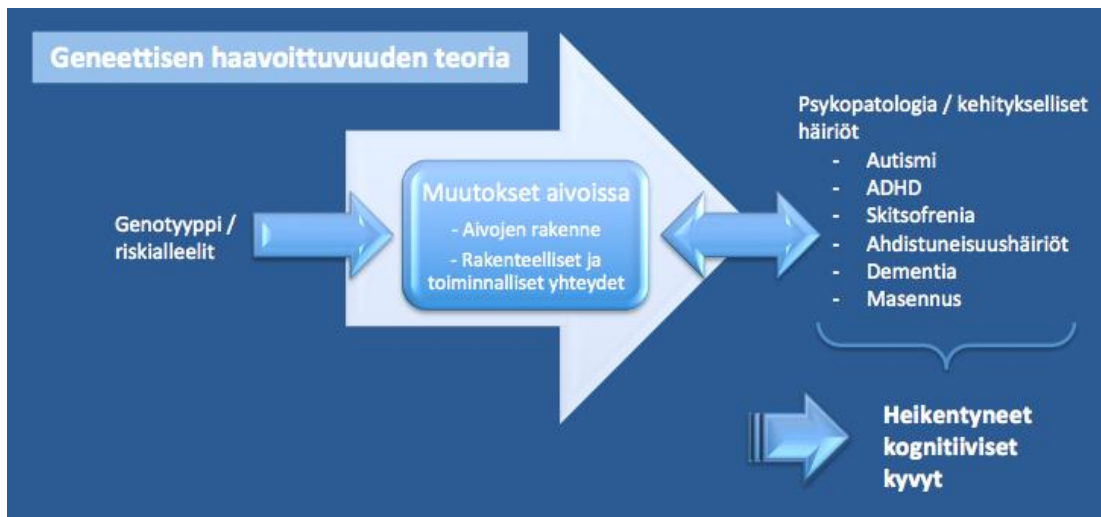 Geneettisen haavoittuvuuden teoria
Genotyyppi /
riskialleelit
Muutokset aivoissa
- Aivojen rakenne
- Rakenteelliset ja
toiminnalliset yhteydet
Psykopatologia / kehitykselliset
häiriöt
- Autismi
- ADHD
- Skitsofrenia
- Ahdistuneisuushäiriöt
- Dementia
- Masennus
Heikentyneet
kognitiiviset
kyvyt